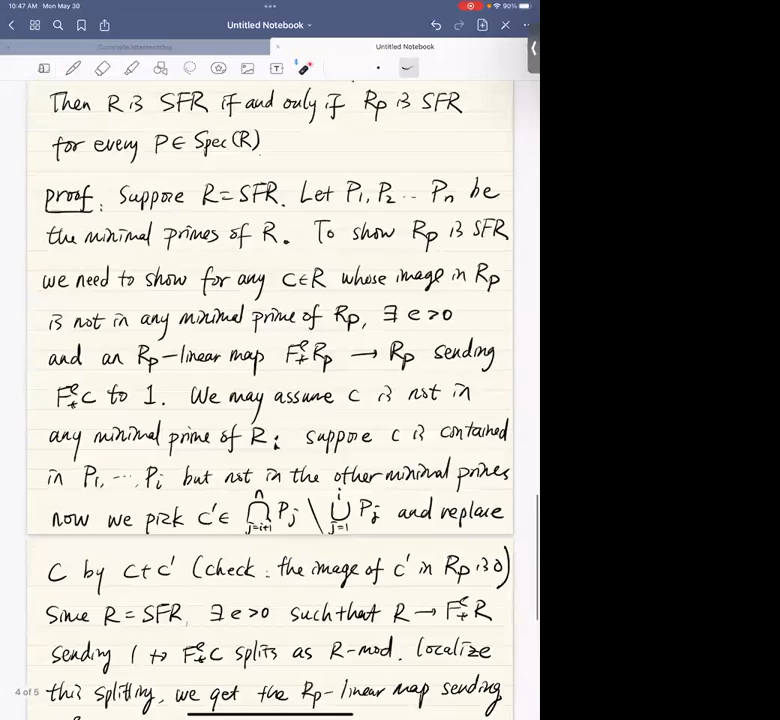 10:47 AM Mon May 30
90%
Untitled Notebook
Untitled Notebook
Then R is SFR if and only if Rp is SFR
for every P ∈ Spec(R)
proof: Suppose R = SFR. Let P₁, P₂ ... Pₙ be
the minimal primes of R. To show Rp is SFR
we need to show for any c∈R whose image in Rp
is not in any minimal prime of Rp, ∃ e>0
and an Rp-linear map F^e_* Rp → Rp sending
F^e_* c to 1. We may assume c is not in
any minimal prime of R: suppose c is contained
in P₁, ..., Pᵢ but not in the other minimal primes
now we pick c' ∈ ⋂_{j=i+1}^n Pⱼ \ ⋃_{j=1}^i Pⱼ and replace
C by c+c' (check: the image of c' in Rp is 0)
Since R = SFR, ∃ e>0 such that R → F^e_* R
sending 1 ↦ F^e_* c splits as R-mod. localize
4 of 5 this splitting, we get the Rp-linear map sending